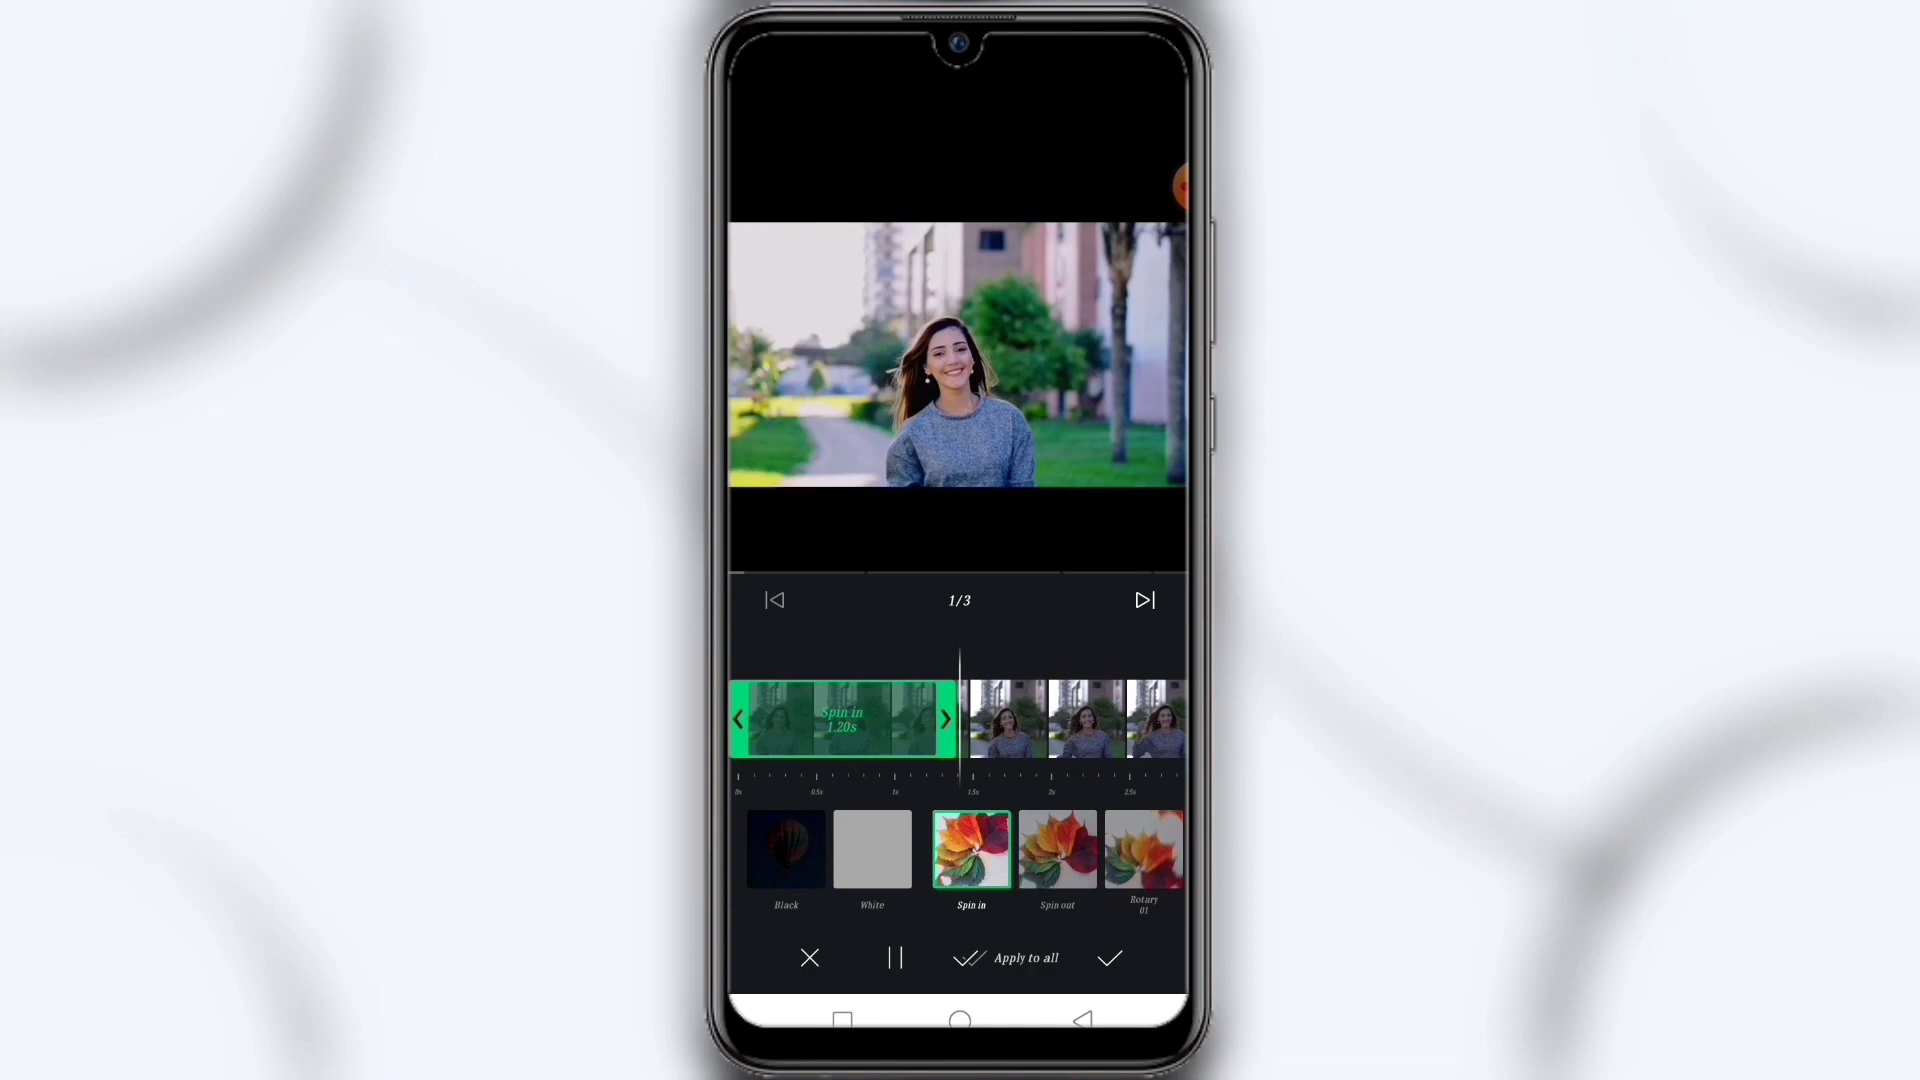 1/3
Spin in
1.20s
0s 0.5s 1s 1.5s 2s 2.5s
Black White Spin in Spin out Rotary
01
Apply to all